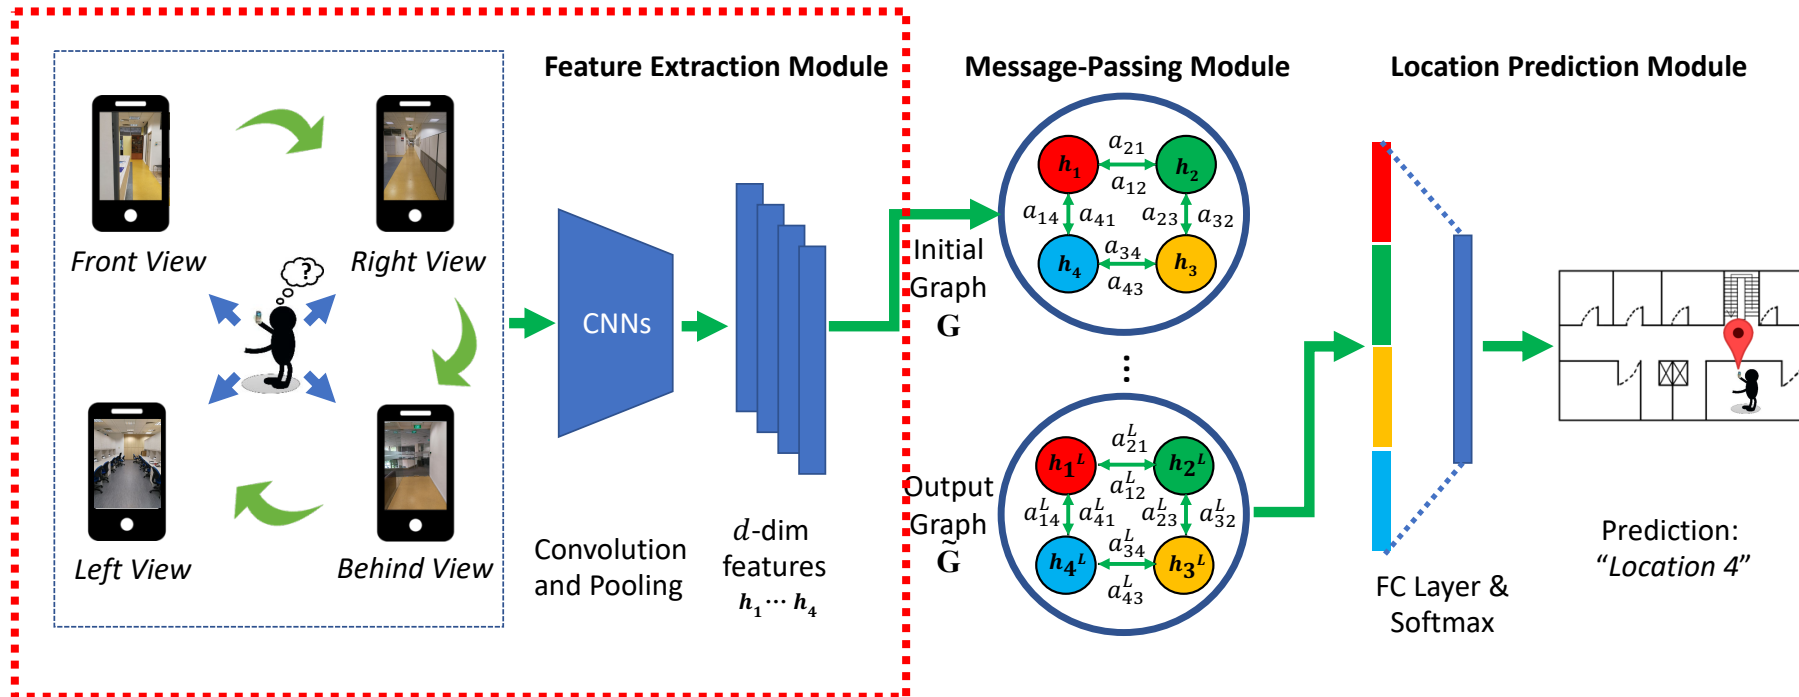 Feature Extraction Module
Message-Passing Module
Location Prediction Module
Front View
Right View
?
Left View
Behind View
CNNs
Convolution
and Pooling
d-dim
features
h₁ ⋯ h₄
Initial
Graph
G
h₁
a₂₁
h₂
a₁₂
a₁₄
a₄₁
a₂₃
a₃₂
h₄
a₃₄
h₃
a₄₃
⋮
Output
Graph
G̃
h₁ᴸ
a₂₁ᴸ
h₂ᴸ
a₁₂ᴸ
a₁₄ᴸ
a₄₁ᴸ
a₂₃ᴸ
a₃₂ᴸ
h₄ᴸ
a₃₄ᴸ
h₃ᴸ
a₄₃ᴸ
FC Layer &
Softmax
Prediction:
“Location 4”